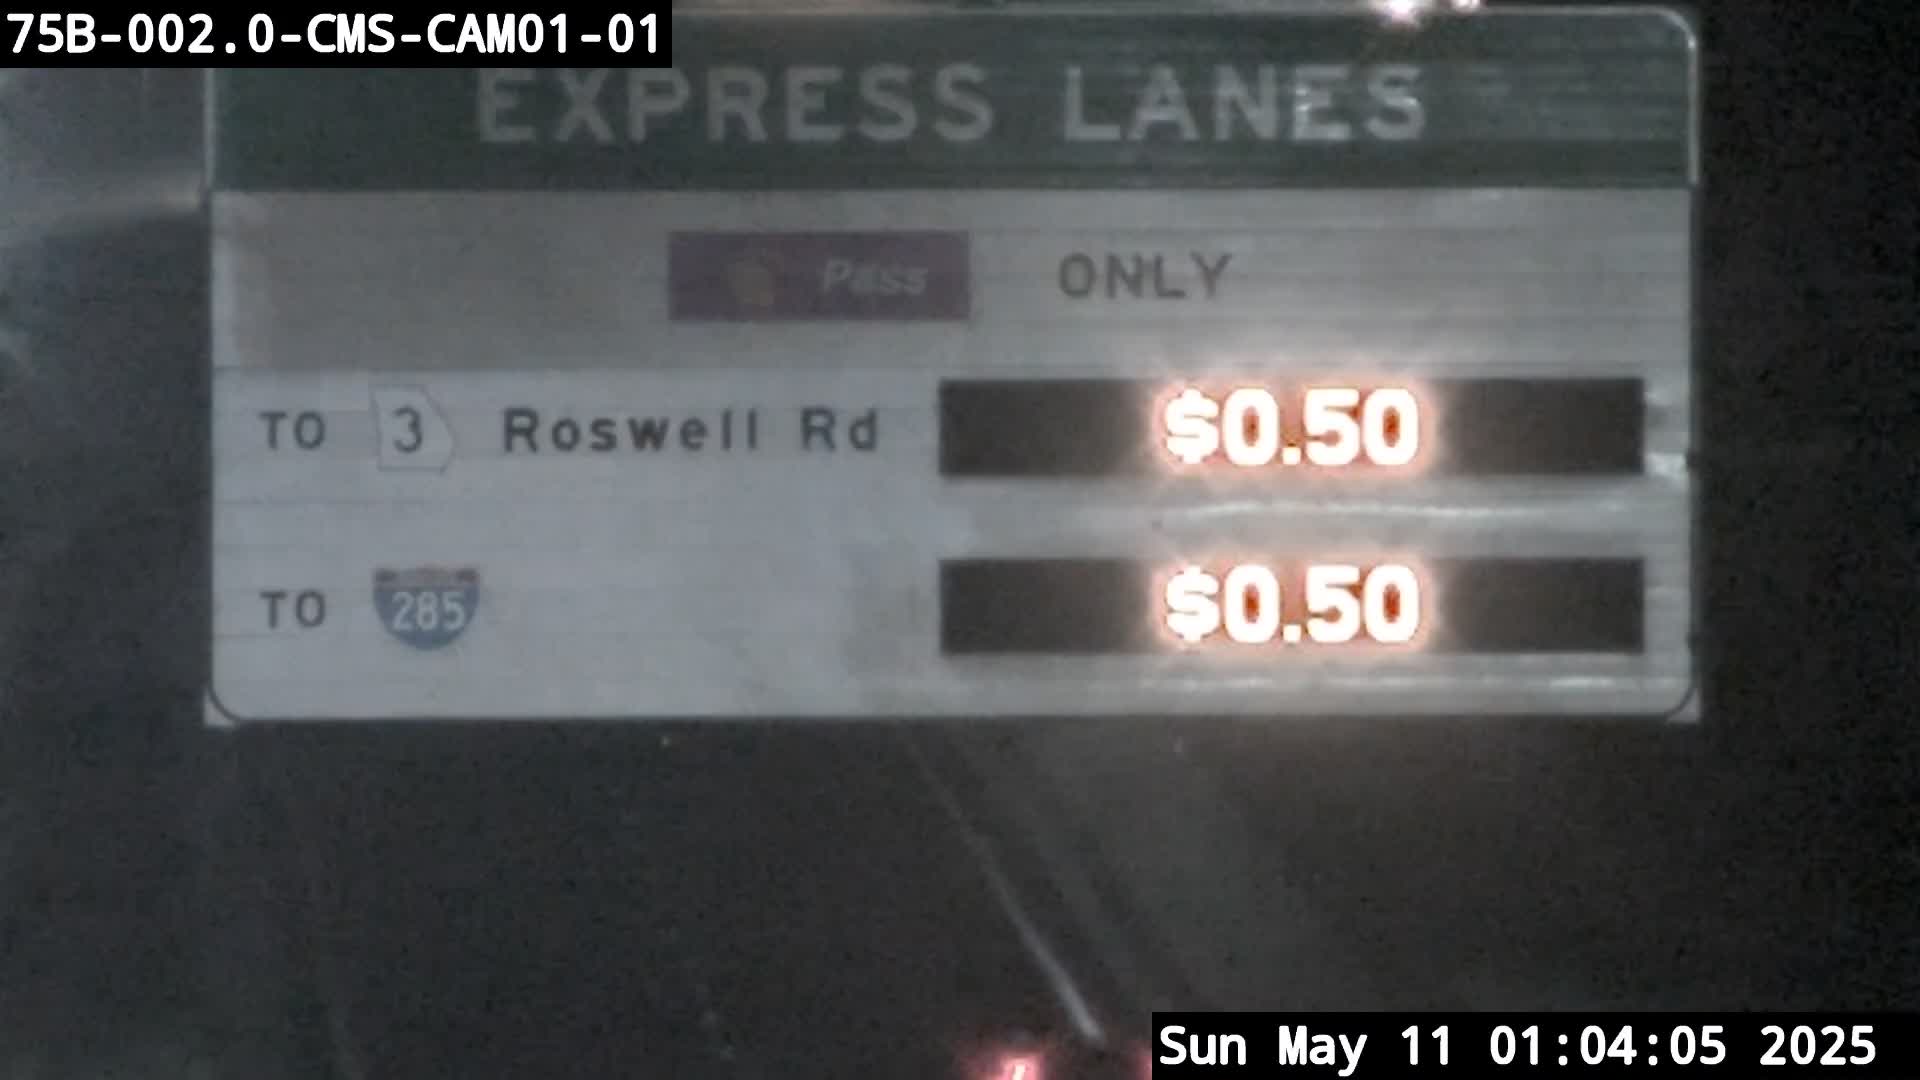 75B-002.0-CMS-CAM01-01
EXPRESS LANES
Pass ONLY
TO 3 Roswell Rd $0.50
TO 285 $0.50
Sun May 11 01:04:05 2025